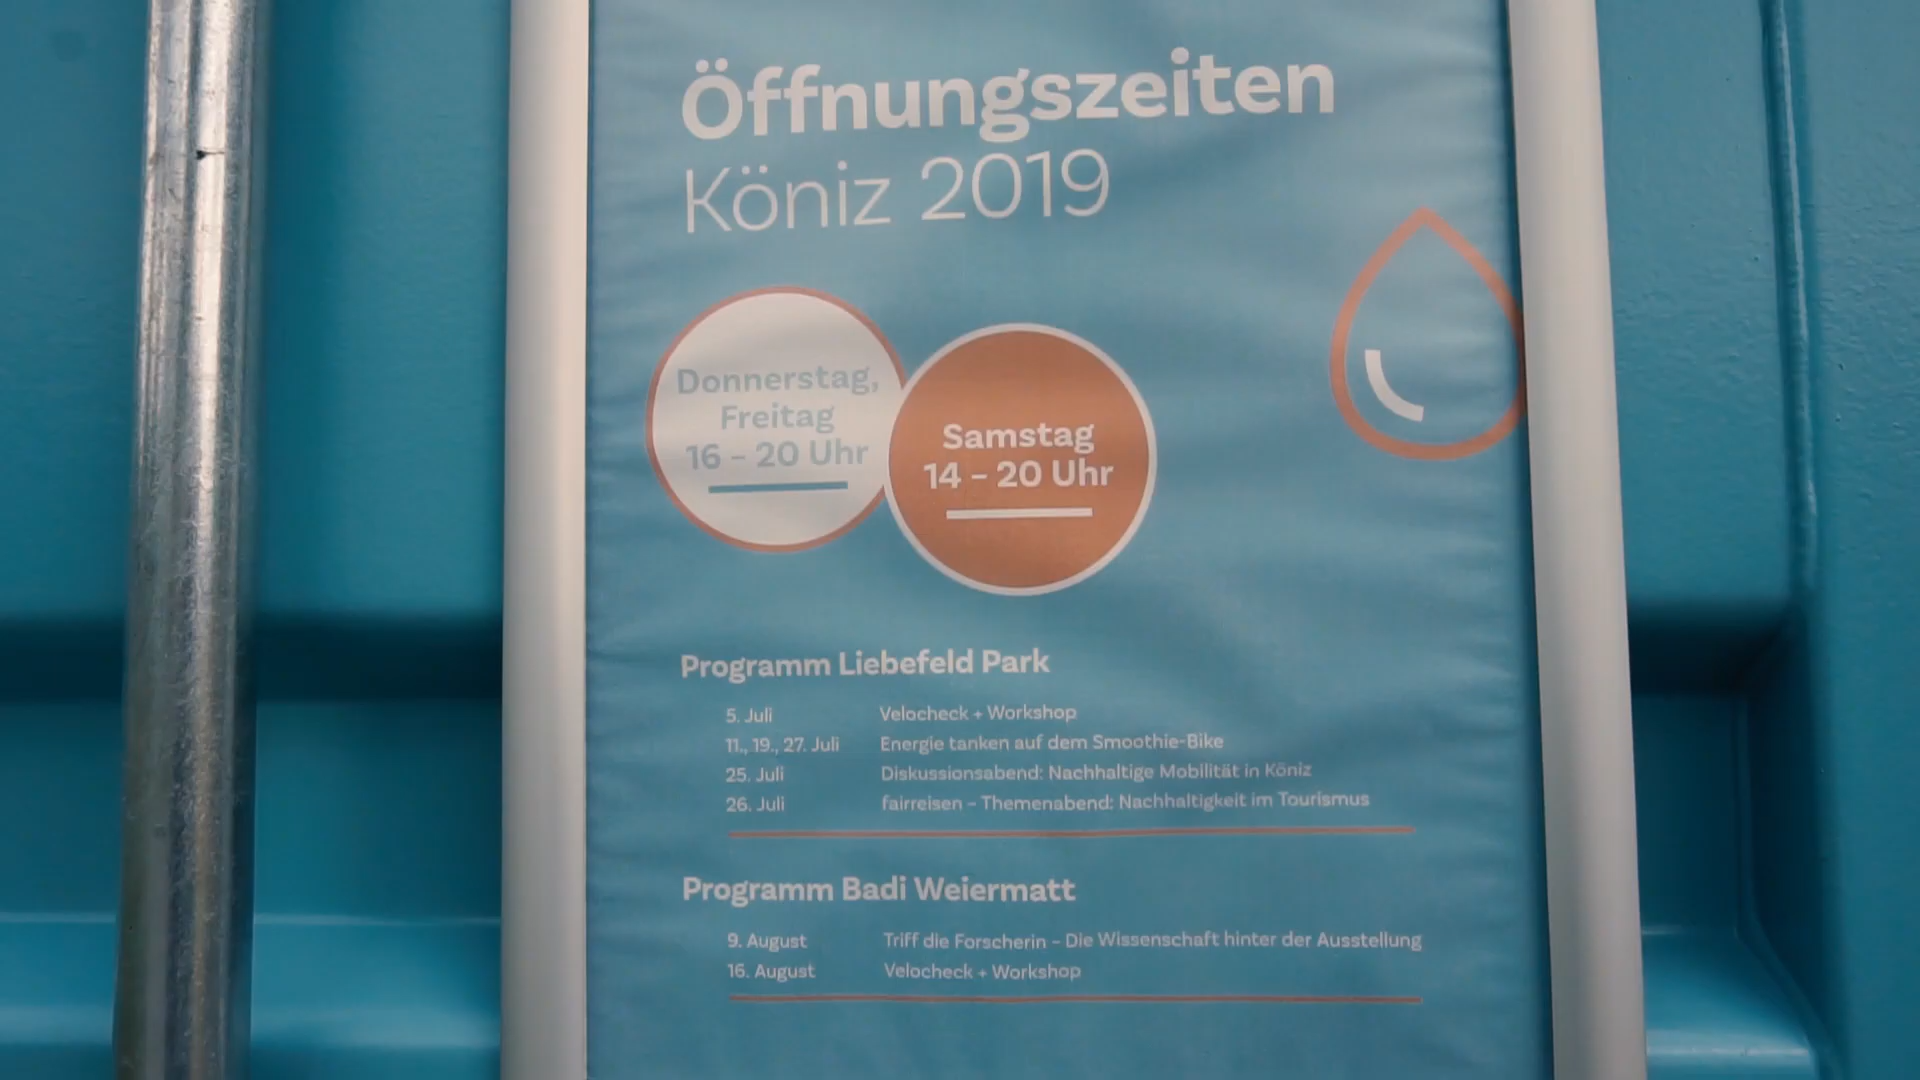 Öffnungszeiten
Köniz 2019
Donnerstag,
Freitag
16 – 20 Uhr
Samstag
14 – 20 Uhr
Programm Liebefeld Park
5. Juli Velocheck + Workshop
11., 19., 27. Juli Energie tanken auf dem Smoothie-Bike
25. Juli Diskussionsabend: Nachhaltige Mobilität in Köniz
26. Juli fairreisen – Themenabend: Nachhaltigkeit im Tourismus
Programm Badi Weiermatt
9. August Triff die Forscherin – Die Wissenschaft hinter der Ausstellung
16. August Velocheck + Workshop